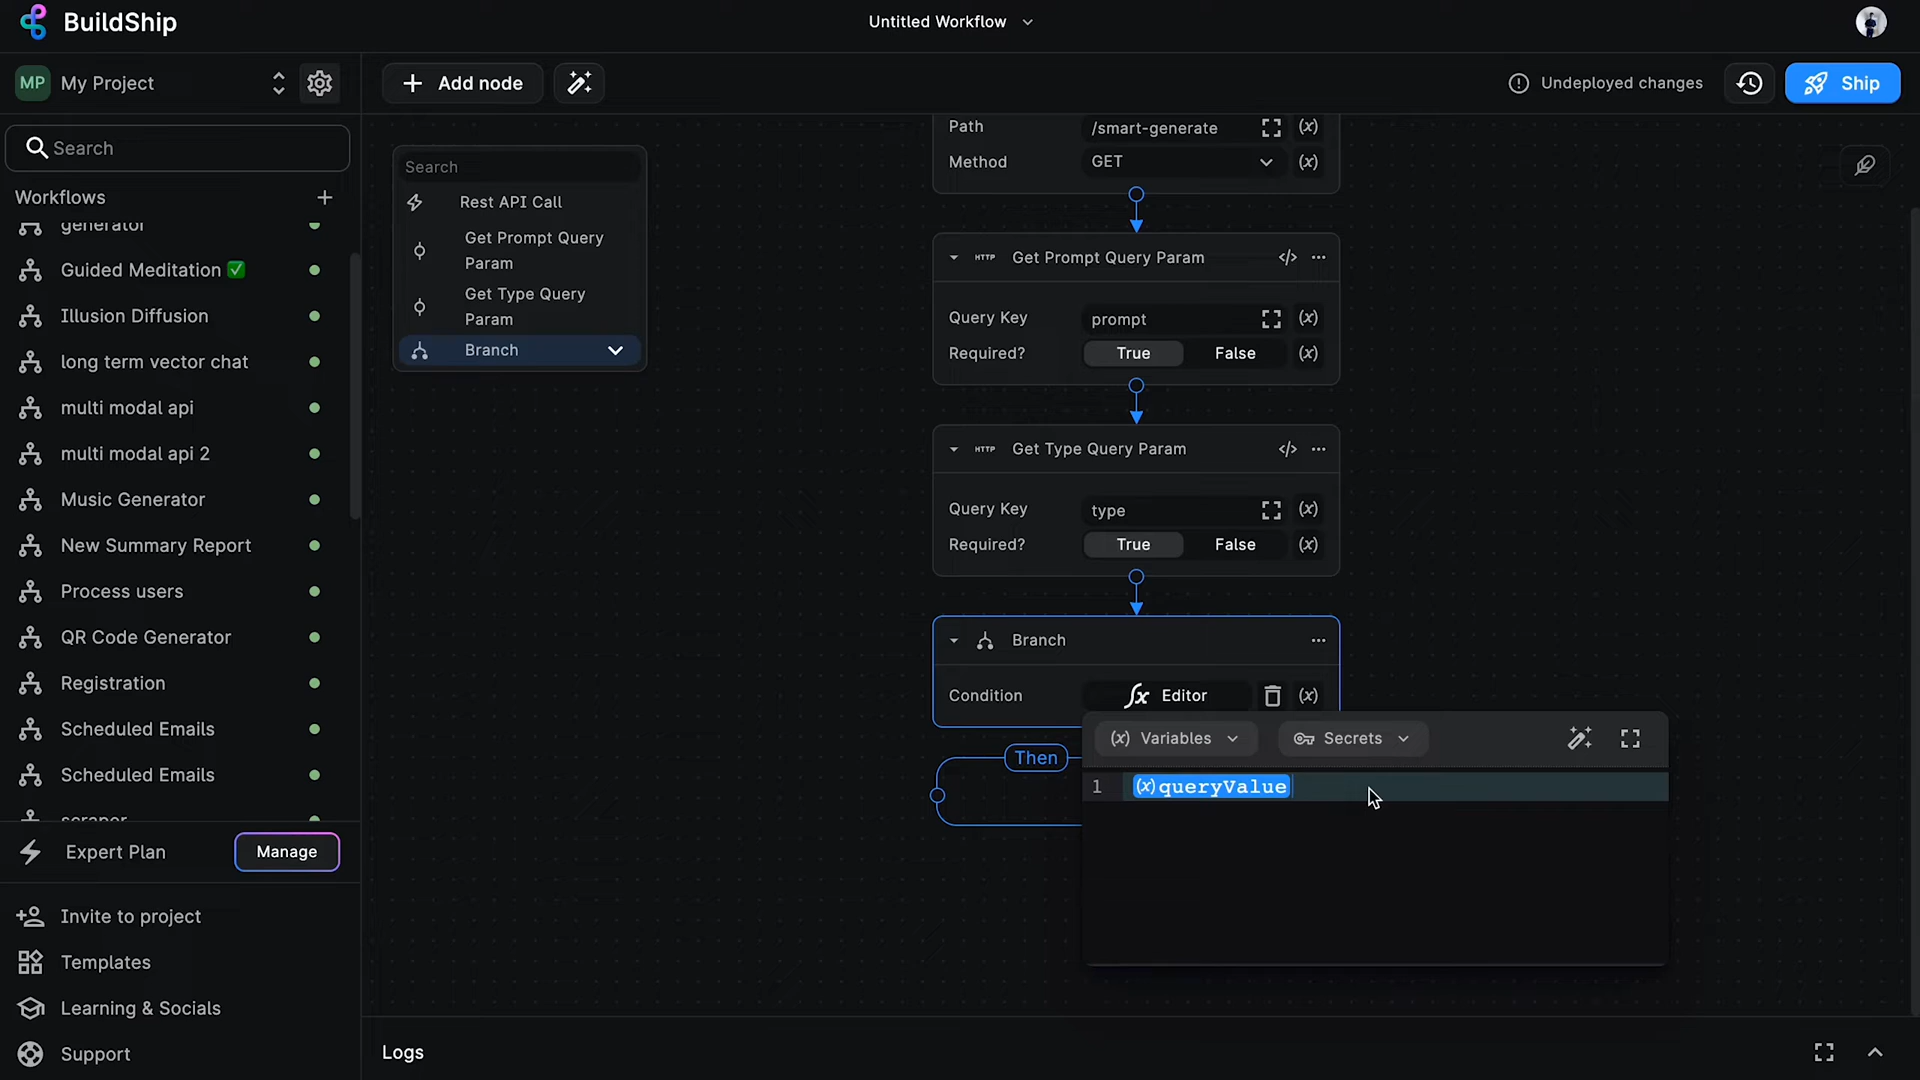 BuildShip
Untitled Workflow
MP My Project
Add node
Undeployed changes
Ship
Search
Workflows
generator
Guided Meditation ✅
Illusion Diffusion
long term vector chat
multi modal api
multi modal api 2
Music Generator
New Summary Report
Process users
QR Code Generator
Registration
Scheduled Emails
Scheduled Emails
scraper
Expert Plan
Manage
Invite to project
Templates
Learning & Socials
Support
Search
Rest API Call
Get Prompt Query
Param
Get Type Query
Param
Branch
Path /smart-generate (x)
Method GET (x)
HTTP Get Prompt Query Param </> ...
Query Key prompt (x)
Required? True False (x)
HTTP Get Type Query Param </> ...
Query Key type (x)
Required? True False (x)
Branch ...
Condition fx Editor (x)
Then
(x) Variables Secrets
1 (x)queryValue
Logs